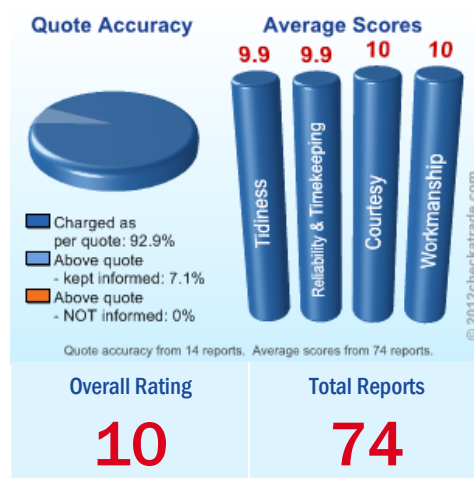 Quote Accuracy
Average Scores
9.9 9.9 10 10
Tidiness
Reliability & Timekeeping
Courtesy
Workmanship
Charged as
per quote: 92.9%
Above quote
- kept informed: 7.1%
Above quote
- NOT informed: 0%
© 2012checkatrade.com
Quote accuracy from 14 reports. Average scores from 74 reports.
Overall Rating
Total Reports
10
74